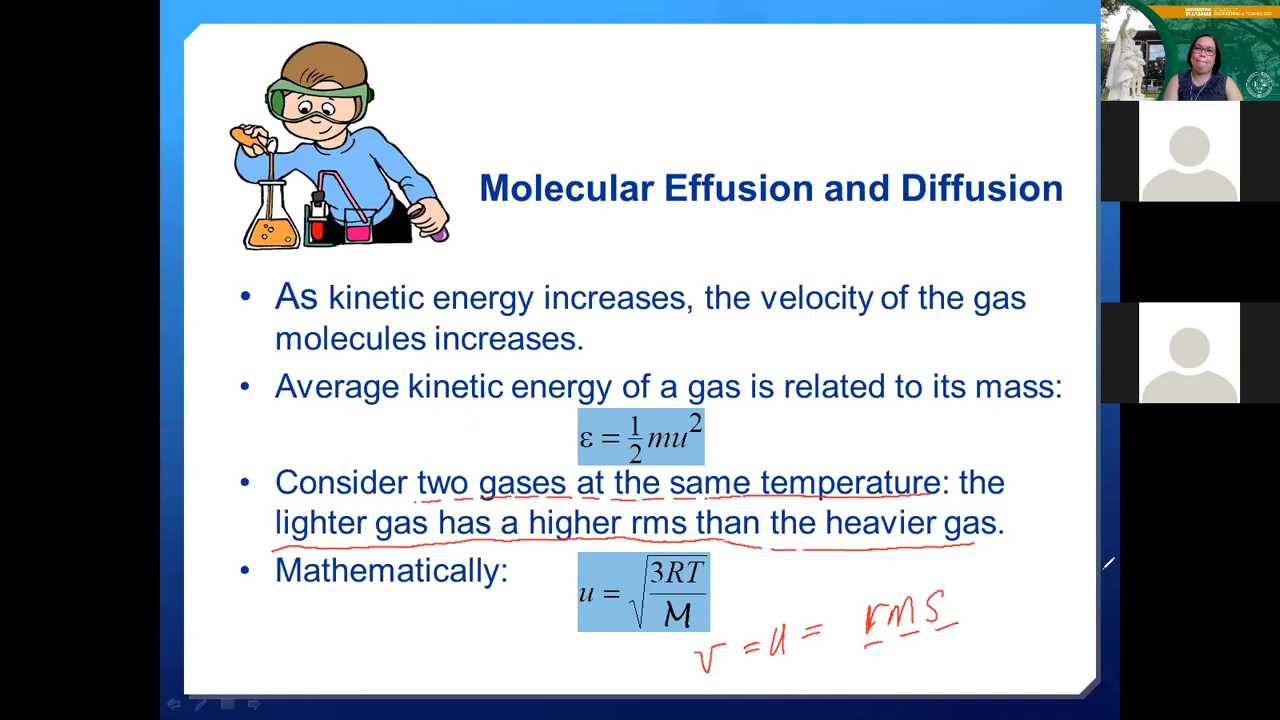 Molecular Effusion and Diffusion
• As kinetic energy increases, the velocity of the gas
molecules increases.
• Average kinetic energy of a gas is related to its mass:
ε = 1/2 mu²
• Consider two gases at the same temperature: the
lighter gas has a higher rms than the heavier gas.
• Mathematically:
u = √(3RT/M)
v = u = rms